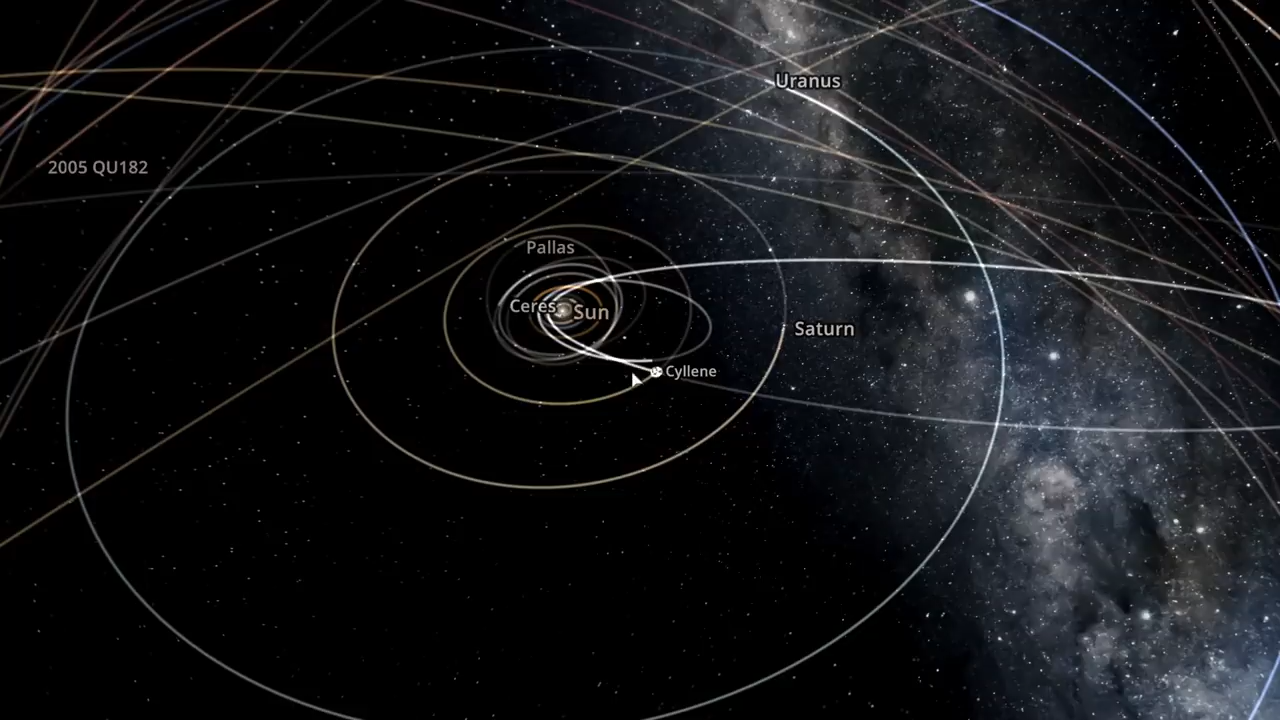 Uranus
2005 QU182
Pallas
Ceres
Sun
Saturn
Cyllene